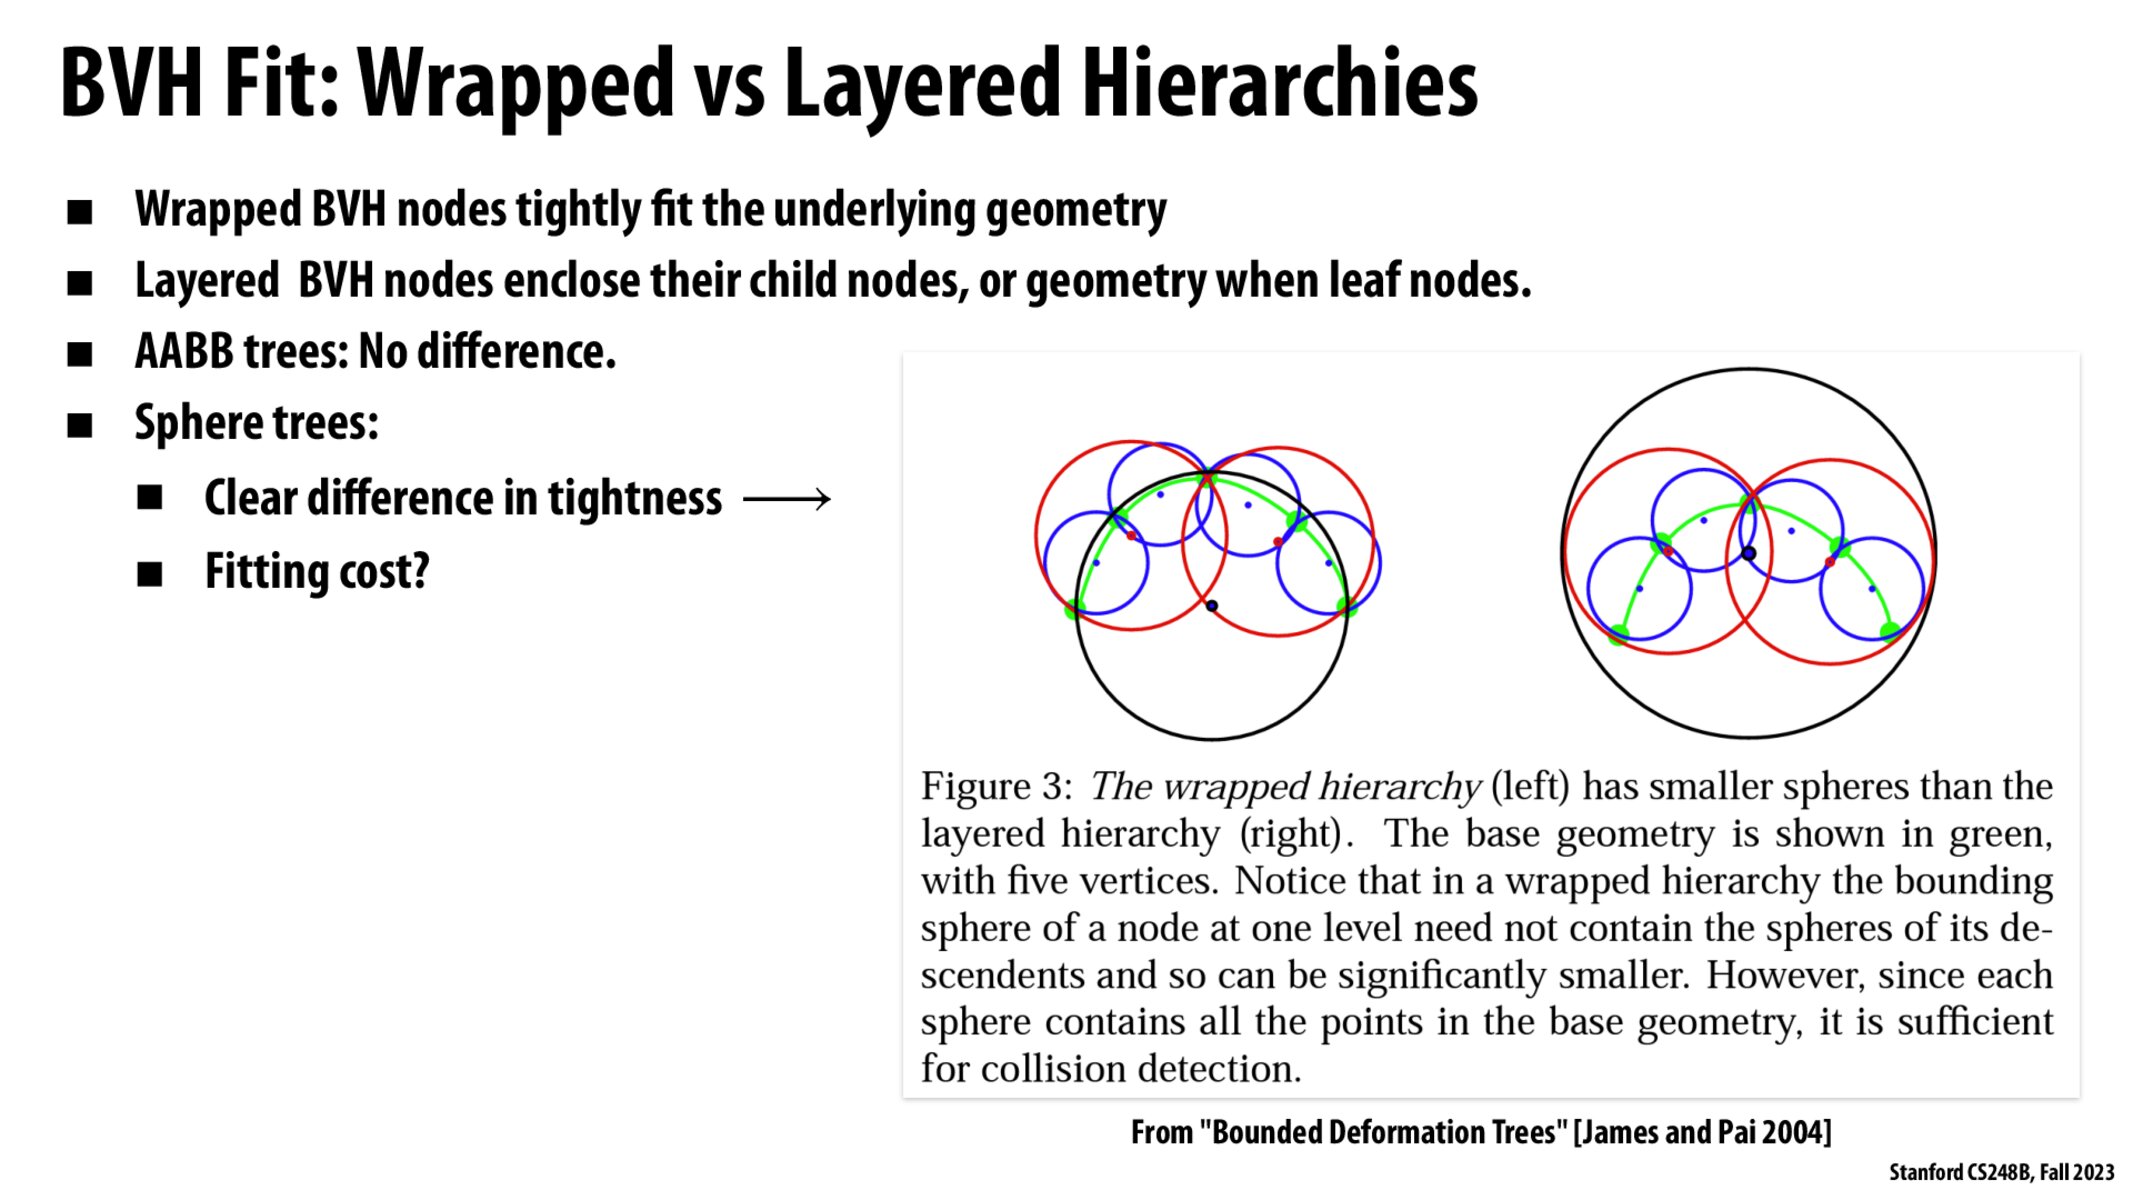 BVH Fit: Wrapped vs Layered Hierarchies
■ Wrapped BVH nodes tightly fit the underlying geometry
■ Layered BVH nodes enclose their child nodes, or geometry when leaf nodes.
■ AABB trees: No difference.
■ Sphere trees:
■ Clear difference in tightness ⟶
■ Fitting cost?
Figure 3: The wrapped hierarchy (left) has smaller spheres than the
layered hierarchy (right). The base geometry is shown in green,
with five vertices. Notice that in a wrapped hierarchy the bounding
sphere of a node at one level need not contain the spheres of its de-
scendents and so can be significantly smaller. However, since each
sphere contains all the points in the base geometry, it is sufficient
for collision detection.
From "Bounded Deformation Trees" [James and Pai 2004]
Stanford CS248B, Fall 2023